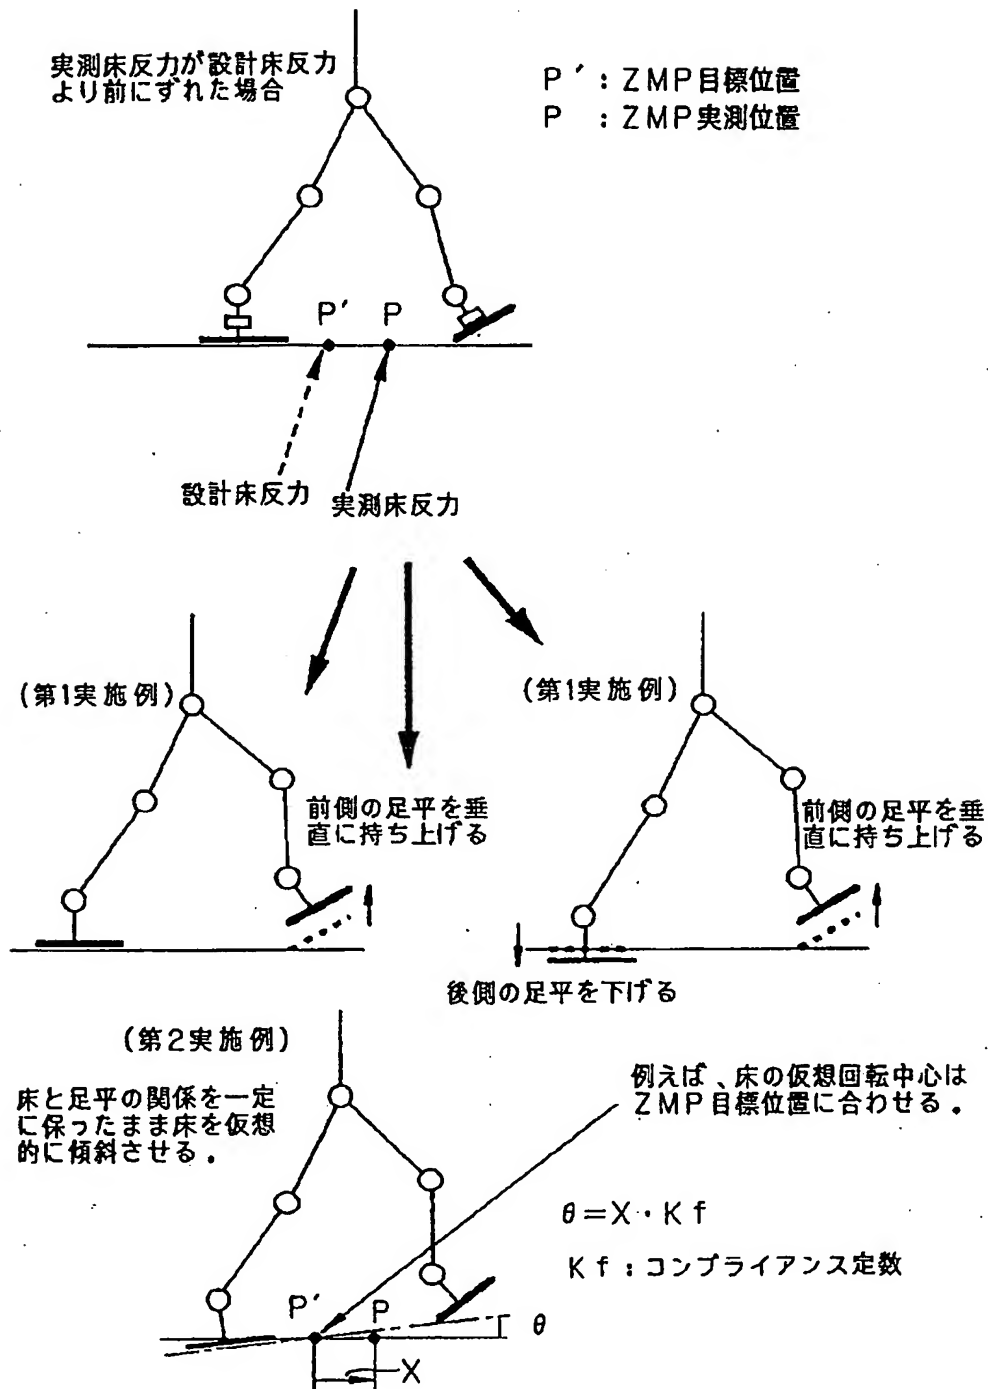 実測床反力が設計床反力
より前にずれた場合
P′：ZMP目標位置
P ：ZMP実測位置
P′ P
設計床反力
実測床反力
(第1実施例)
(第1実施例)
前側の足平を垂
直に持ち上げる
前側の足平を垂
直に持ち上げる
後側の足平を下げる
(第2実施例)
床と足平の関係を一定
に保ったまま床を仮想
的に傾斜させる．
例えば、床の仮想回転中心は
ZMP目標位置に合わせる．
θ=X・Kf
Kf：コンプライアンス定数
P′ P
θ
X